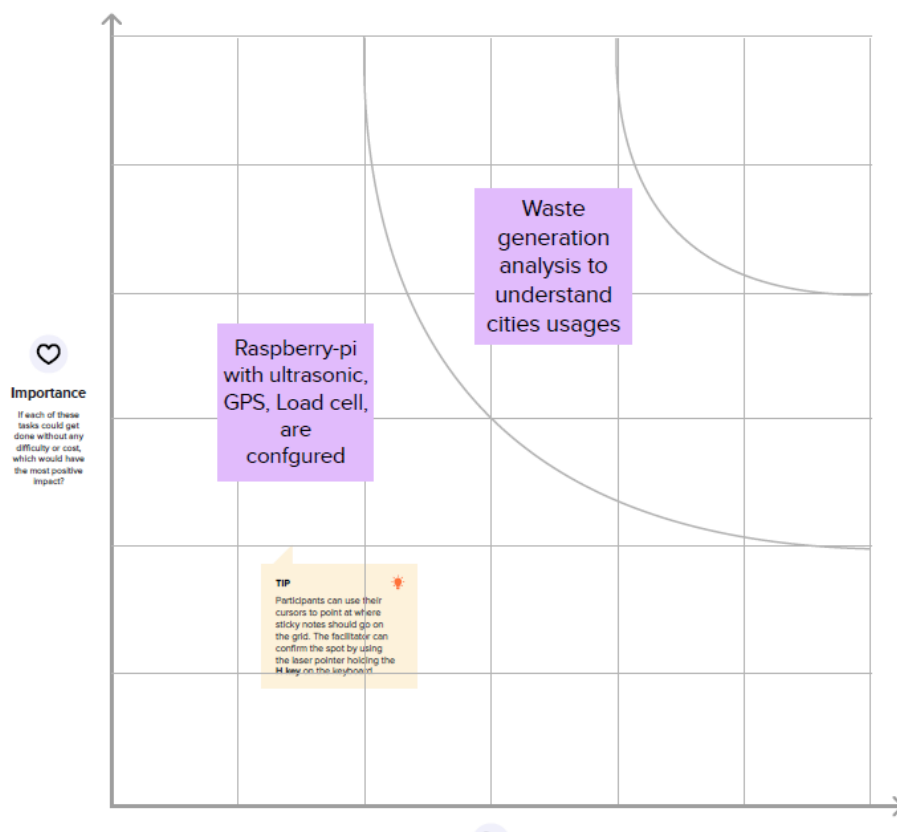 Waste
generation
analysis to
understand
cities usages
Raspberry-pi
with ultrasonic,
GPS, Load cell,
are
confgured
Importance
If each of these
tasks could get
done without any
difficulty or cost,
which would have
the most positive
impact?
TIP
Participants can use their
cursors to point at where
sticky notes should go on
the grid. The facilitator can
confirm the spot by using
the laser pointer holding the
H key on the keyboard.